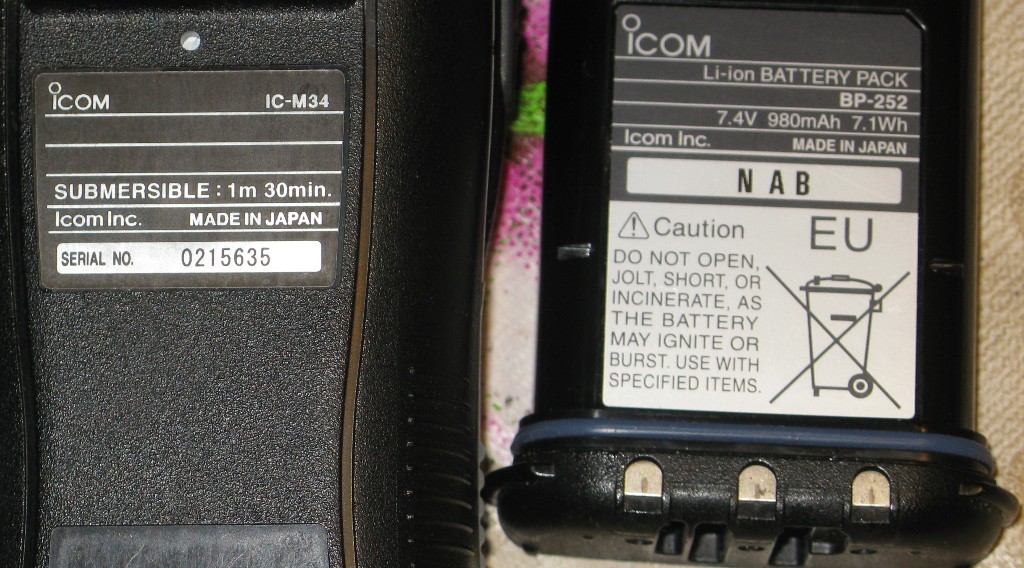 ICOM IC-M34
SUBMERSIBLE : 1m 30min.
Icom Inc. MADE IN JAPAN
SERIAL NO. 0215635
ICOM
Li-ion BATTERY PACK
BP-252
7.4V 980mAh 7.1Wh
Icom Inc. MADE IN JAPAN
NAB
Caution EU
DO NOT OPEN,
JOLT, SHORT, OR
INCINERATE, AS
THE BATTERY
MAY IGNITE OR
BURST. USE WITH
SPECIFIED ITEMS.